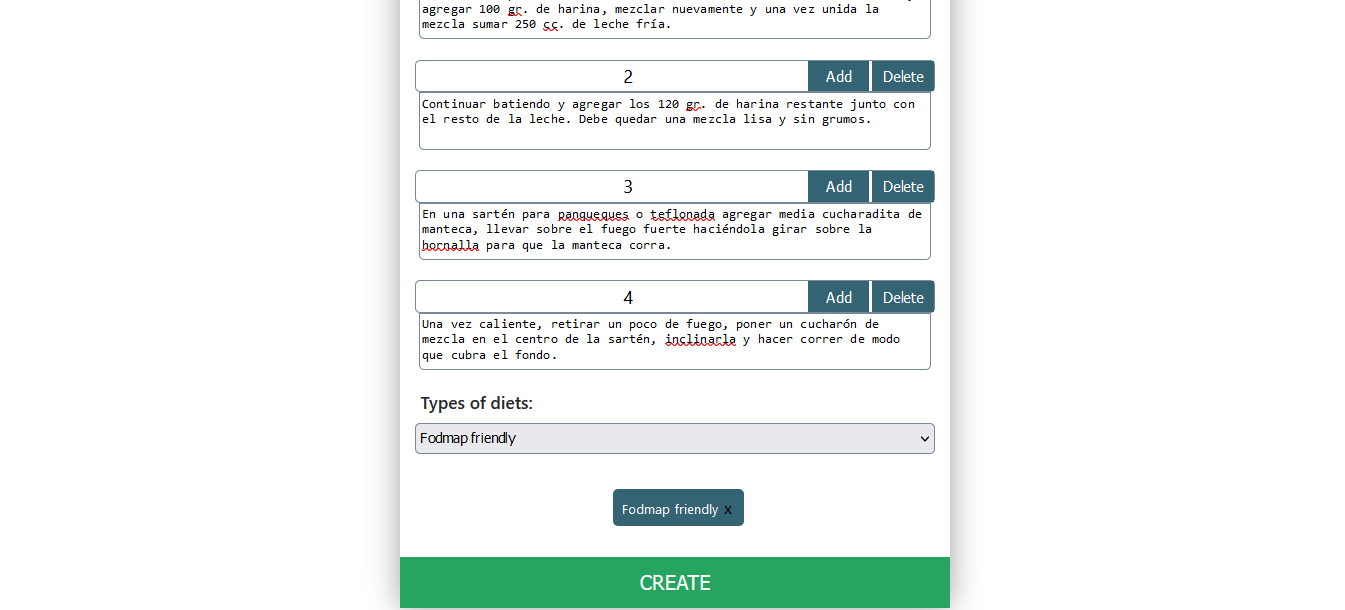 agregar 100 gr. de harina, mezclar nuevamente y una vez unida la
mezcla sumar 250 cc. de leche fría.
2 Add Delete
Continuar batiendo y agregar los 120 gr. de harina restante junto con
el resto de la leche. Debe quedar una mezcla lisa y sin grumos.
3 Add Delete
En una sartén para panqueques o teflonada agregar media cucharadita de
manteca, llevar sobre el fuego fuerte haciéndola girar sobre la
hornalla para que la manteca corra.
4 Add Delete
Una vez caliente, retirar un poco de fuego, poner un cucharón de
mezcla en el centro de la sartén, inclinarla y hacer correr de modo
que cubra el fondo.
Types of diets:
Fodmap friendly
Fodmap friendly x
CREATE